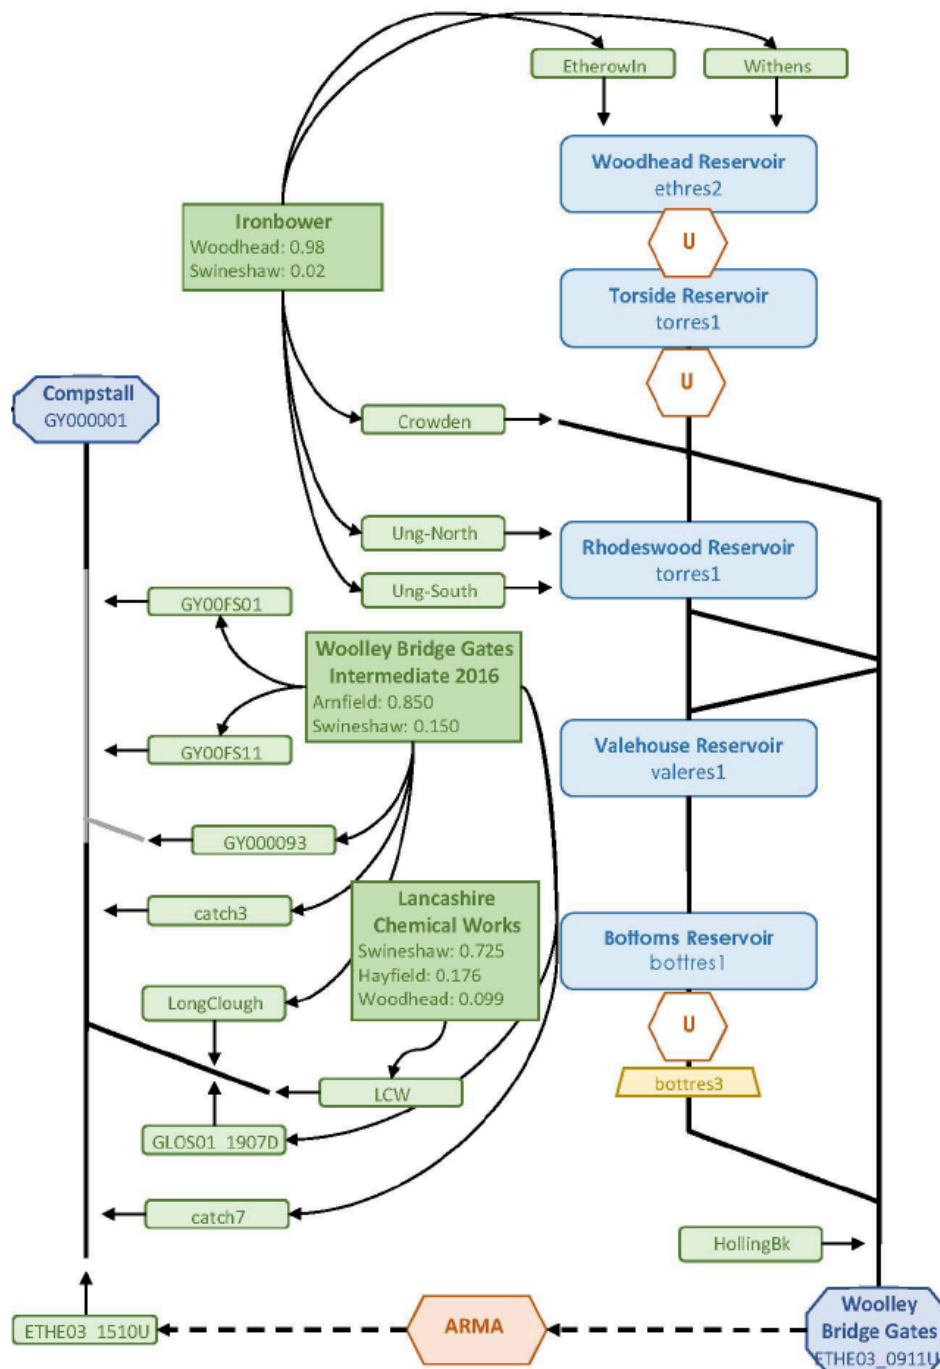 EtherowIn
Withens
Woodhead Reservoir
ethres2
U
Ironbower
Woodhead: 0.98
Swineshaw: 0.02
Torside Reservoir
torres1
U
Compstall
GY000001
Crowden
Ung-North
Rhodeswood Reservoir
torres1
Ung-South
GY00FS01
Woolley Bridge Gates
Intermediate 2016
Arnfield: 0.850
Swineshaw: 0.150
GY00FS11
Valehouse Reservoir
valeres1
GY000093
catch3
Lancashire
Chemical Works
Swineshaw: 0.725
Hayfield: 0.176
Woodhead: 0.099
Bottoms Reservoir
bottres1
LongClough
U
LCW
bottres3
GLOS01_1907D
catch7
HollingBk
ETHE03_1510U
ARMA
Woolley
Bridge Gates
ETHE03_0911U